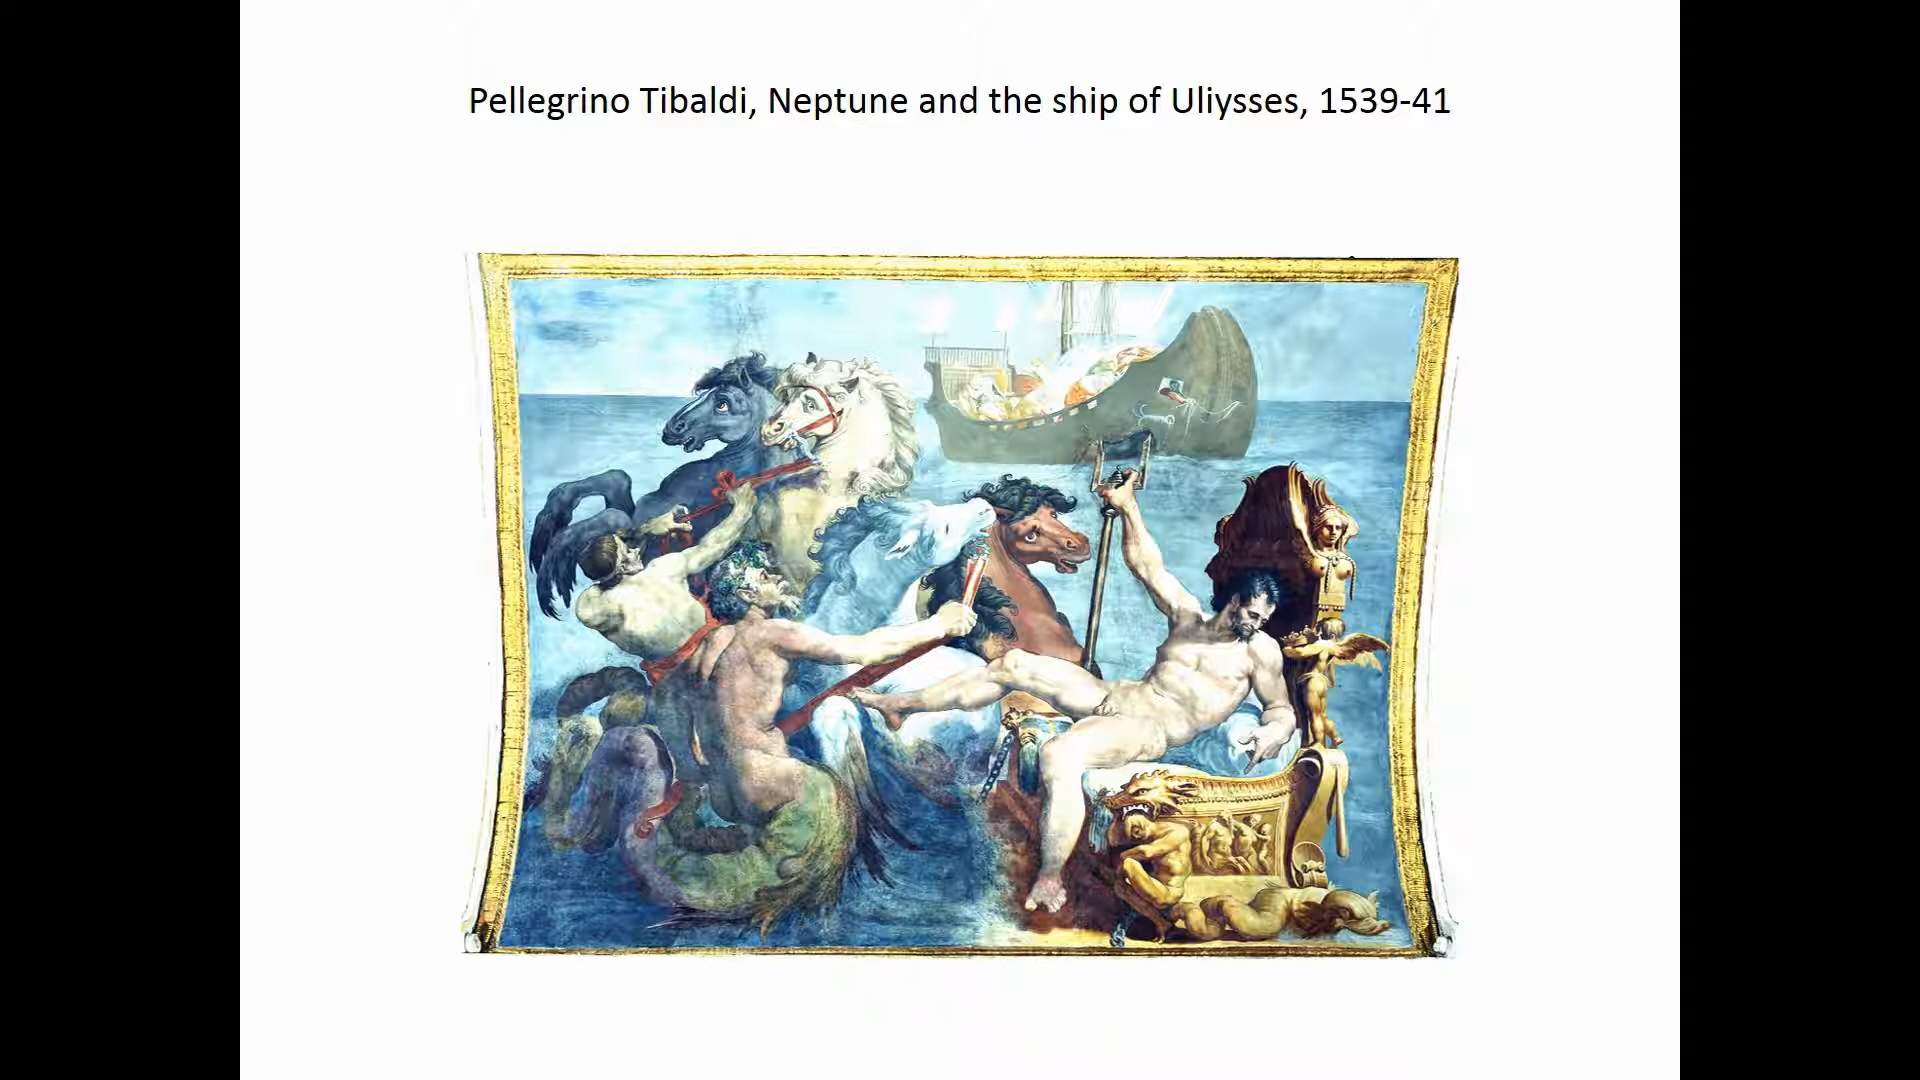 Pellegrino Tibaldi, Neptune and the ship of Uliysses, 1539-41